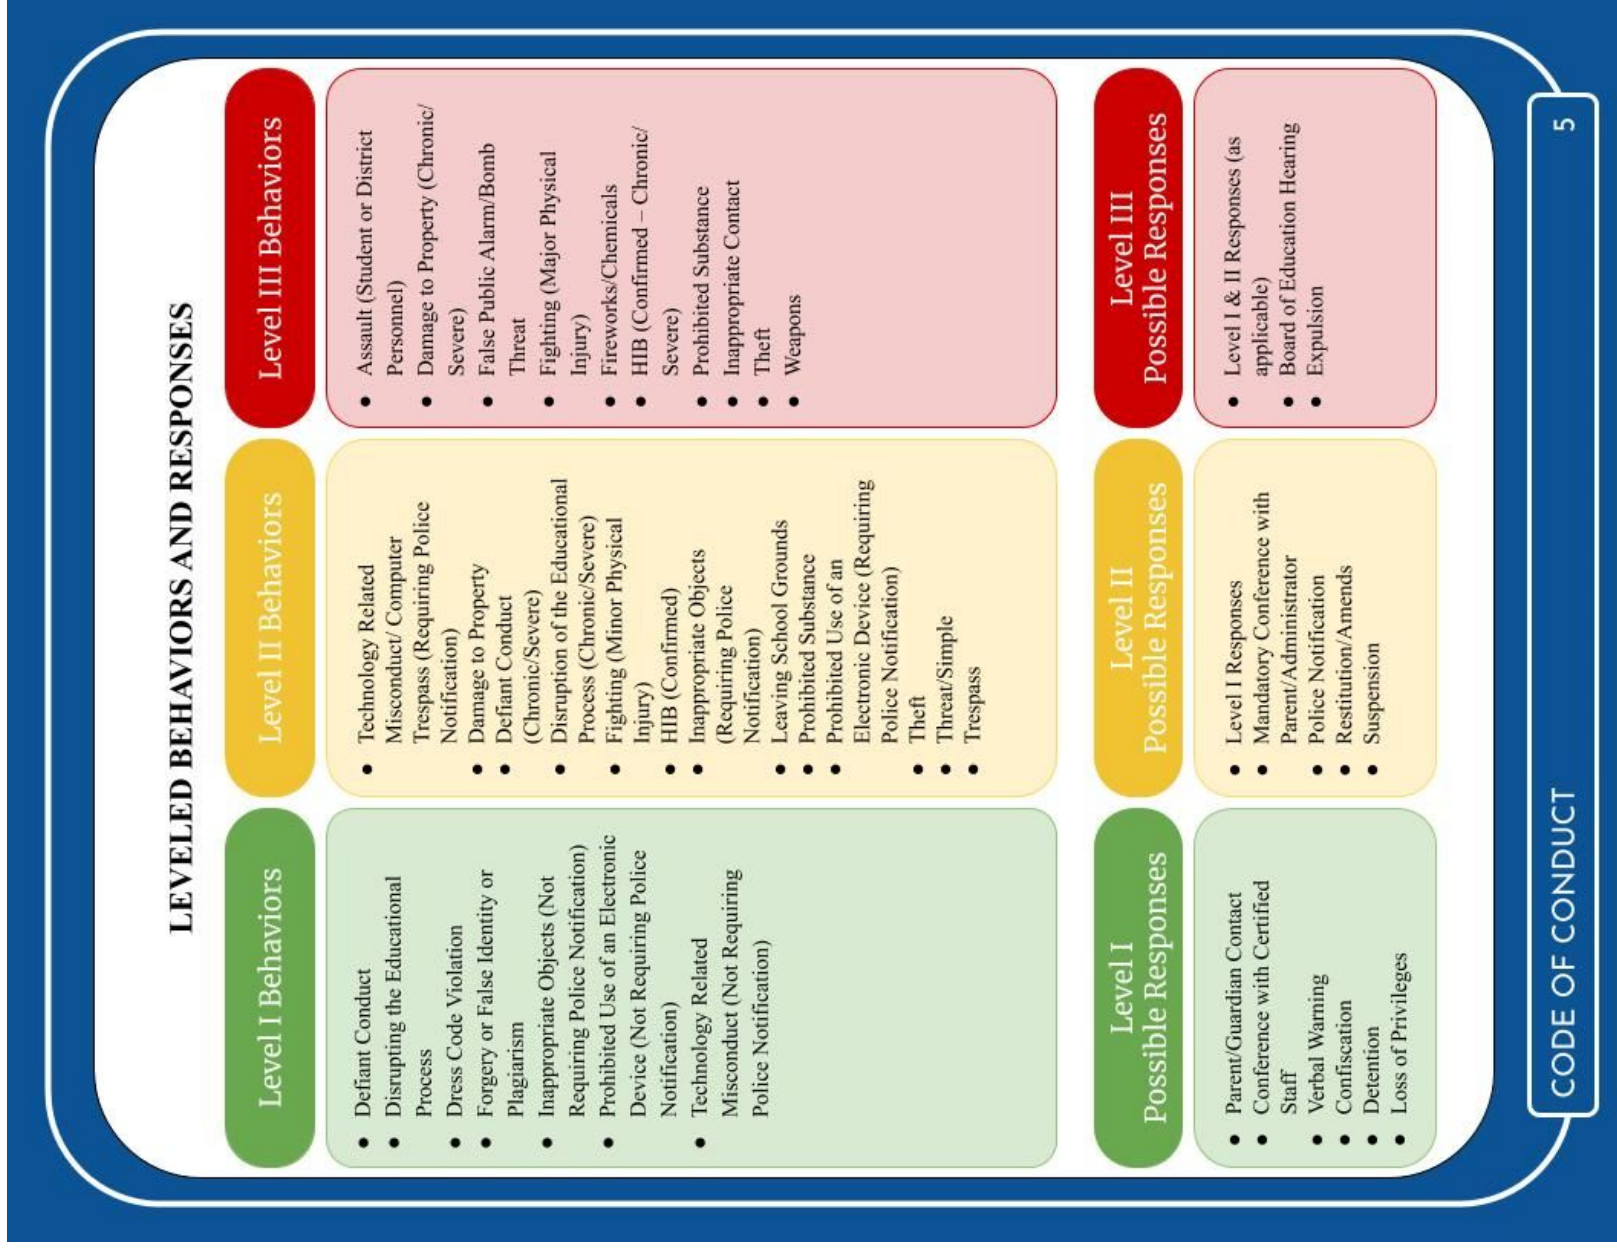 LEVELED BEHAVIORS AND RESPONSES
Level I Behaviors
● Defiant Conduct
● Disrupting the Educational
Process
● Dress Code Violation
● Forgery or False Identity or
Plagiarism
● Inappropriate Objects (Not
Requiring Police Notification)
● Prohibited Use of an Electronic
Device (Not Requiring Police
Notification)
● Technology Related
Misconduct (Not Requiring
Police Notification)
Level II Behaviors
● Technology Related
Misconduct/ Computer
Trespass (Requiring Police
Notification)
● Damage to Property
● Defiant Conduct
(Chronic/Severe)
● Disruption of the Educational
Process (Chronic/Severe)
● Fighting (Minor Physical
Injury)
● HIB (Confirmed)
● Inappropriate Objects
(Requiring Police
Notification)
● Leaving School Grounds
● Prohibited Substance
● Prohibited Use of an
Electronic Device (Requiring
Police Notification)
● Theft
● Threat/Simple
● Trespass
Level III Behaviors
● Assault (Student or District
Personnel)
● Damage to Property (Chronic/
Severe)
● False Public Alarm/Bomb
Threat
● Fighting (Major Physical
Injury)
● Fireworks/Chemicals
● HIB (Confirmed – Chronic/
Severe)
● Prohibited Substance
● Inappropriate Contact
● Theft
● Weapons
Level I
Possible Responses
● Parent/Guardian Contact
● Conference with Certified
Staff
● Verbal Warning
● Confiscation
● Detention
● Loss of Privileges
Level II
Possible Responses
● Level I Responses
● Mandatory Conference with
Parent/Administrator
● Police Notification
● Restitution/Amends
● Suspension
Level III
Possible Responses
● Level I & II Responses (as
applicable)
● Board of Education Hearing
● Expulsion
CODE OF CONDUCT 5